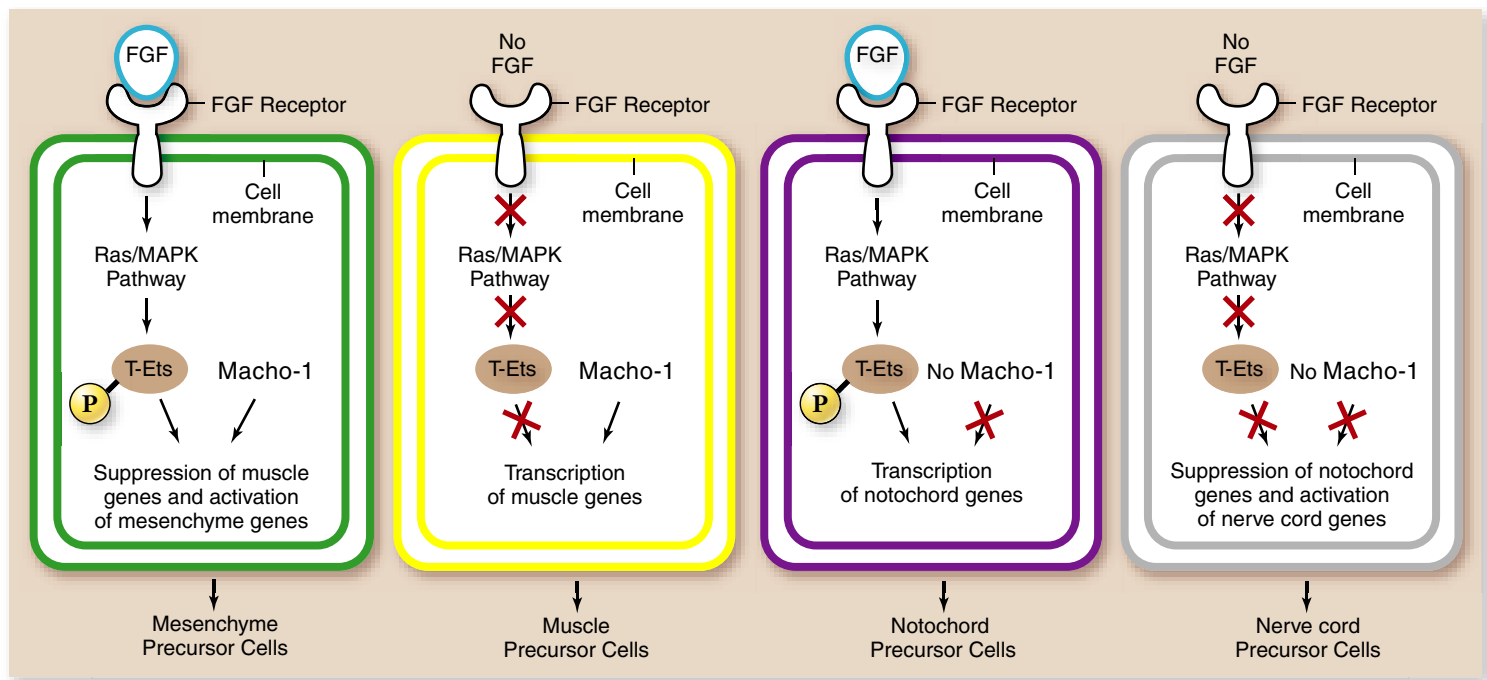 FGF
FGF Receptor
Cell
membrane
Ras/MAPK
Pathway
T-Ets
P
Macho-1
Suppression of muscle
genes and activation
of mesenchyme genes
Mesenchyme
Precursor Cells
No
FGF
FGF Receptor
Cell
membrane
Ras/MAPK
Pathway
T-Ets
Macho-1
Transcription
of muscle genes
Muscle
Precursor Cells
FGF
FGF Receptor
Cell
membrane
Ras/MAPK
Pathway
T-Ets
P
No Macho-1
Transcription
of notochord genes
Notochord
Precursor Cells
No
FGF
FGF Receptor
Cell
membrane
Ras/MAPK
Pathway
T-Ets
No Macho-1
Suppression of notochord
genes and activation
of nerve cord genes
Nerve cord
Precursor Cells